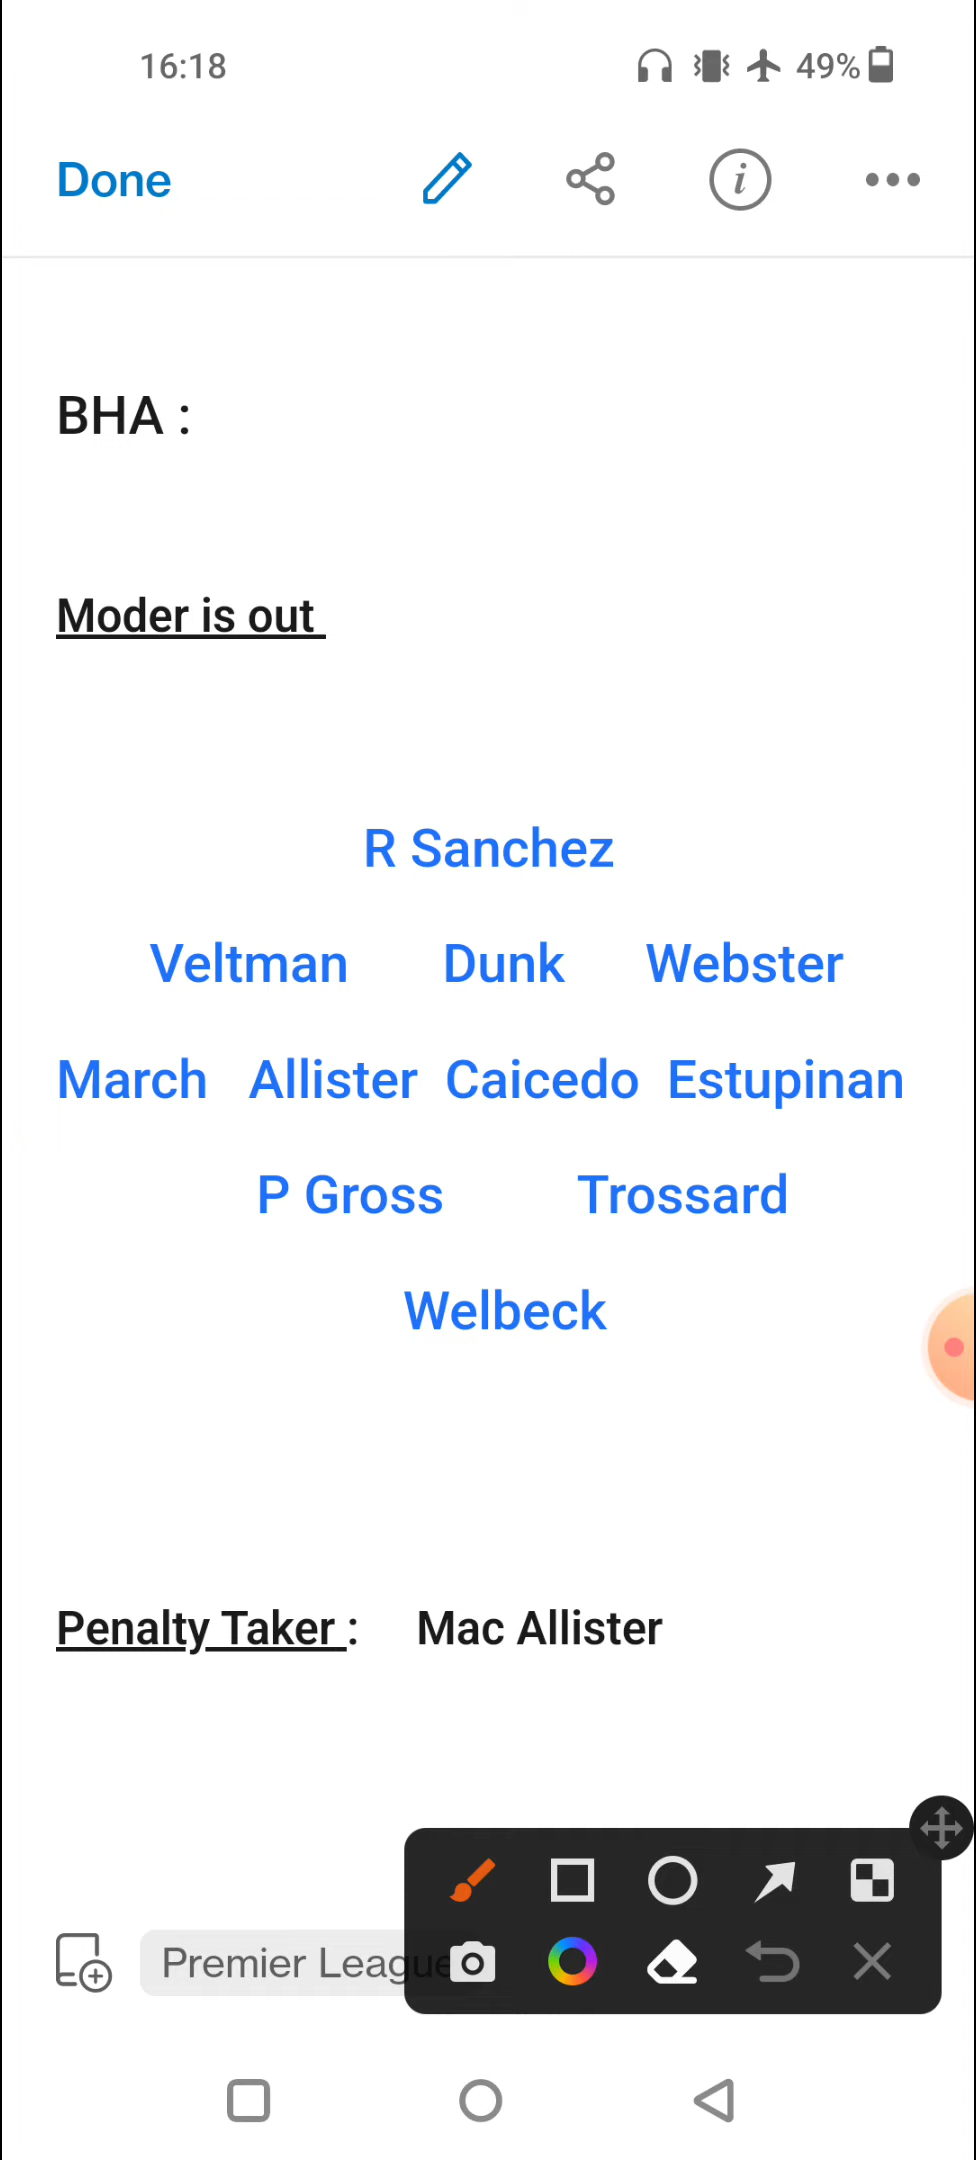 16:18 49%
Done
BHA :
Moder is out
R Sanchez
Veltman Dunk Webster
March Allister Caicedo Estupinan
P Gross Trossard
Welbeck
Penalty Taker : Mac Allister
Premier League